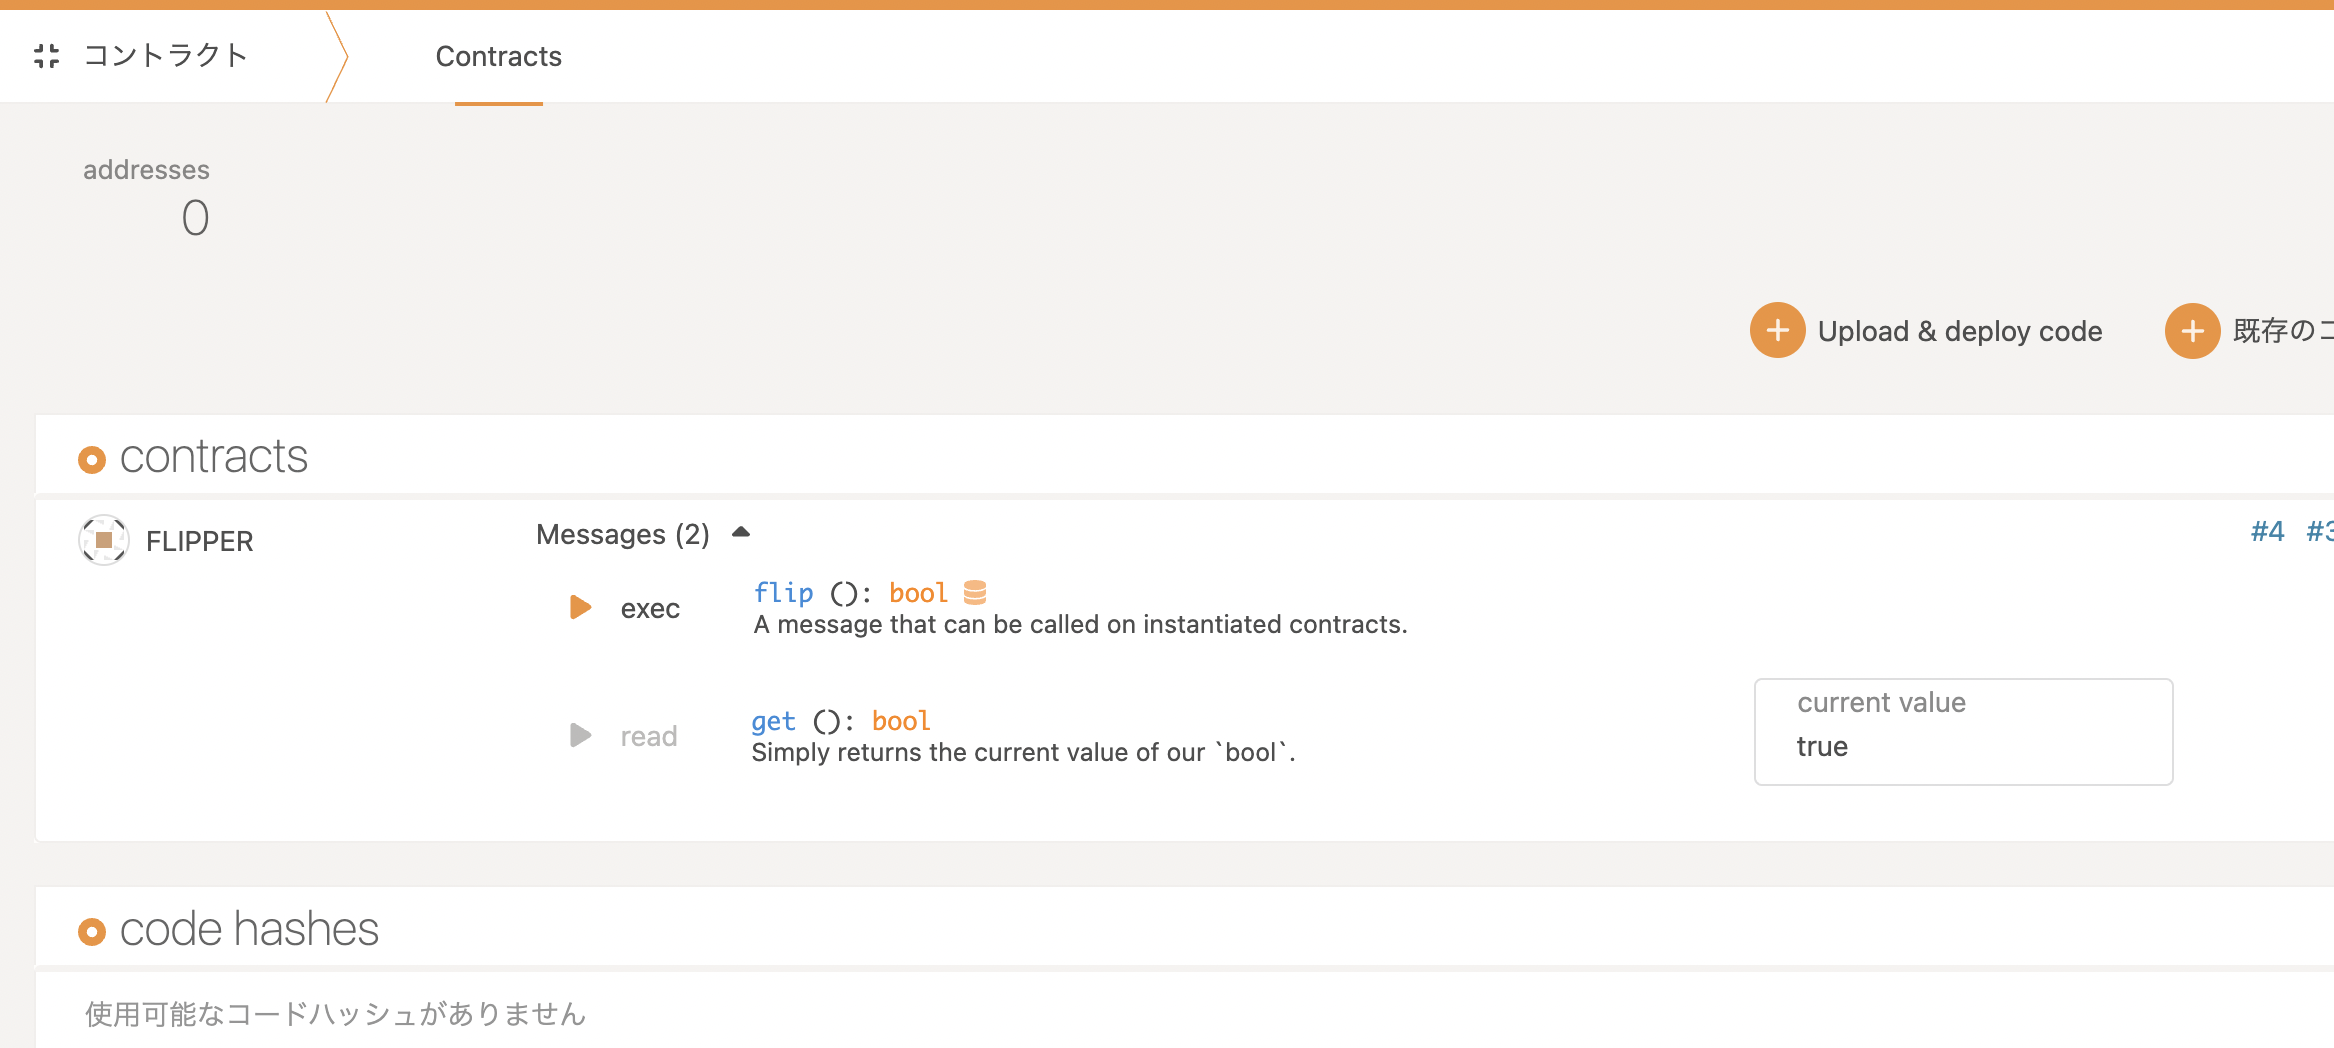 コントラクト
Contracts
addresses
0
Upload & deploy code
既存のコ
contracts
FLIPPER
Messages (2)
#4 #3
exec
flip (): bool
A message that can be called on instantiated contracts.
read
get (): bool
Simply returns the current value of our `bool`.
current value
true
code hashes
使用可能なコードハッシュがありません